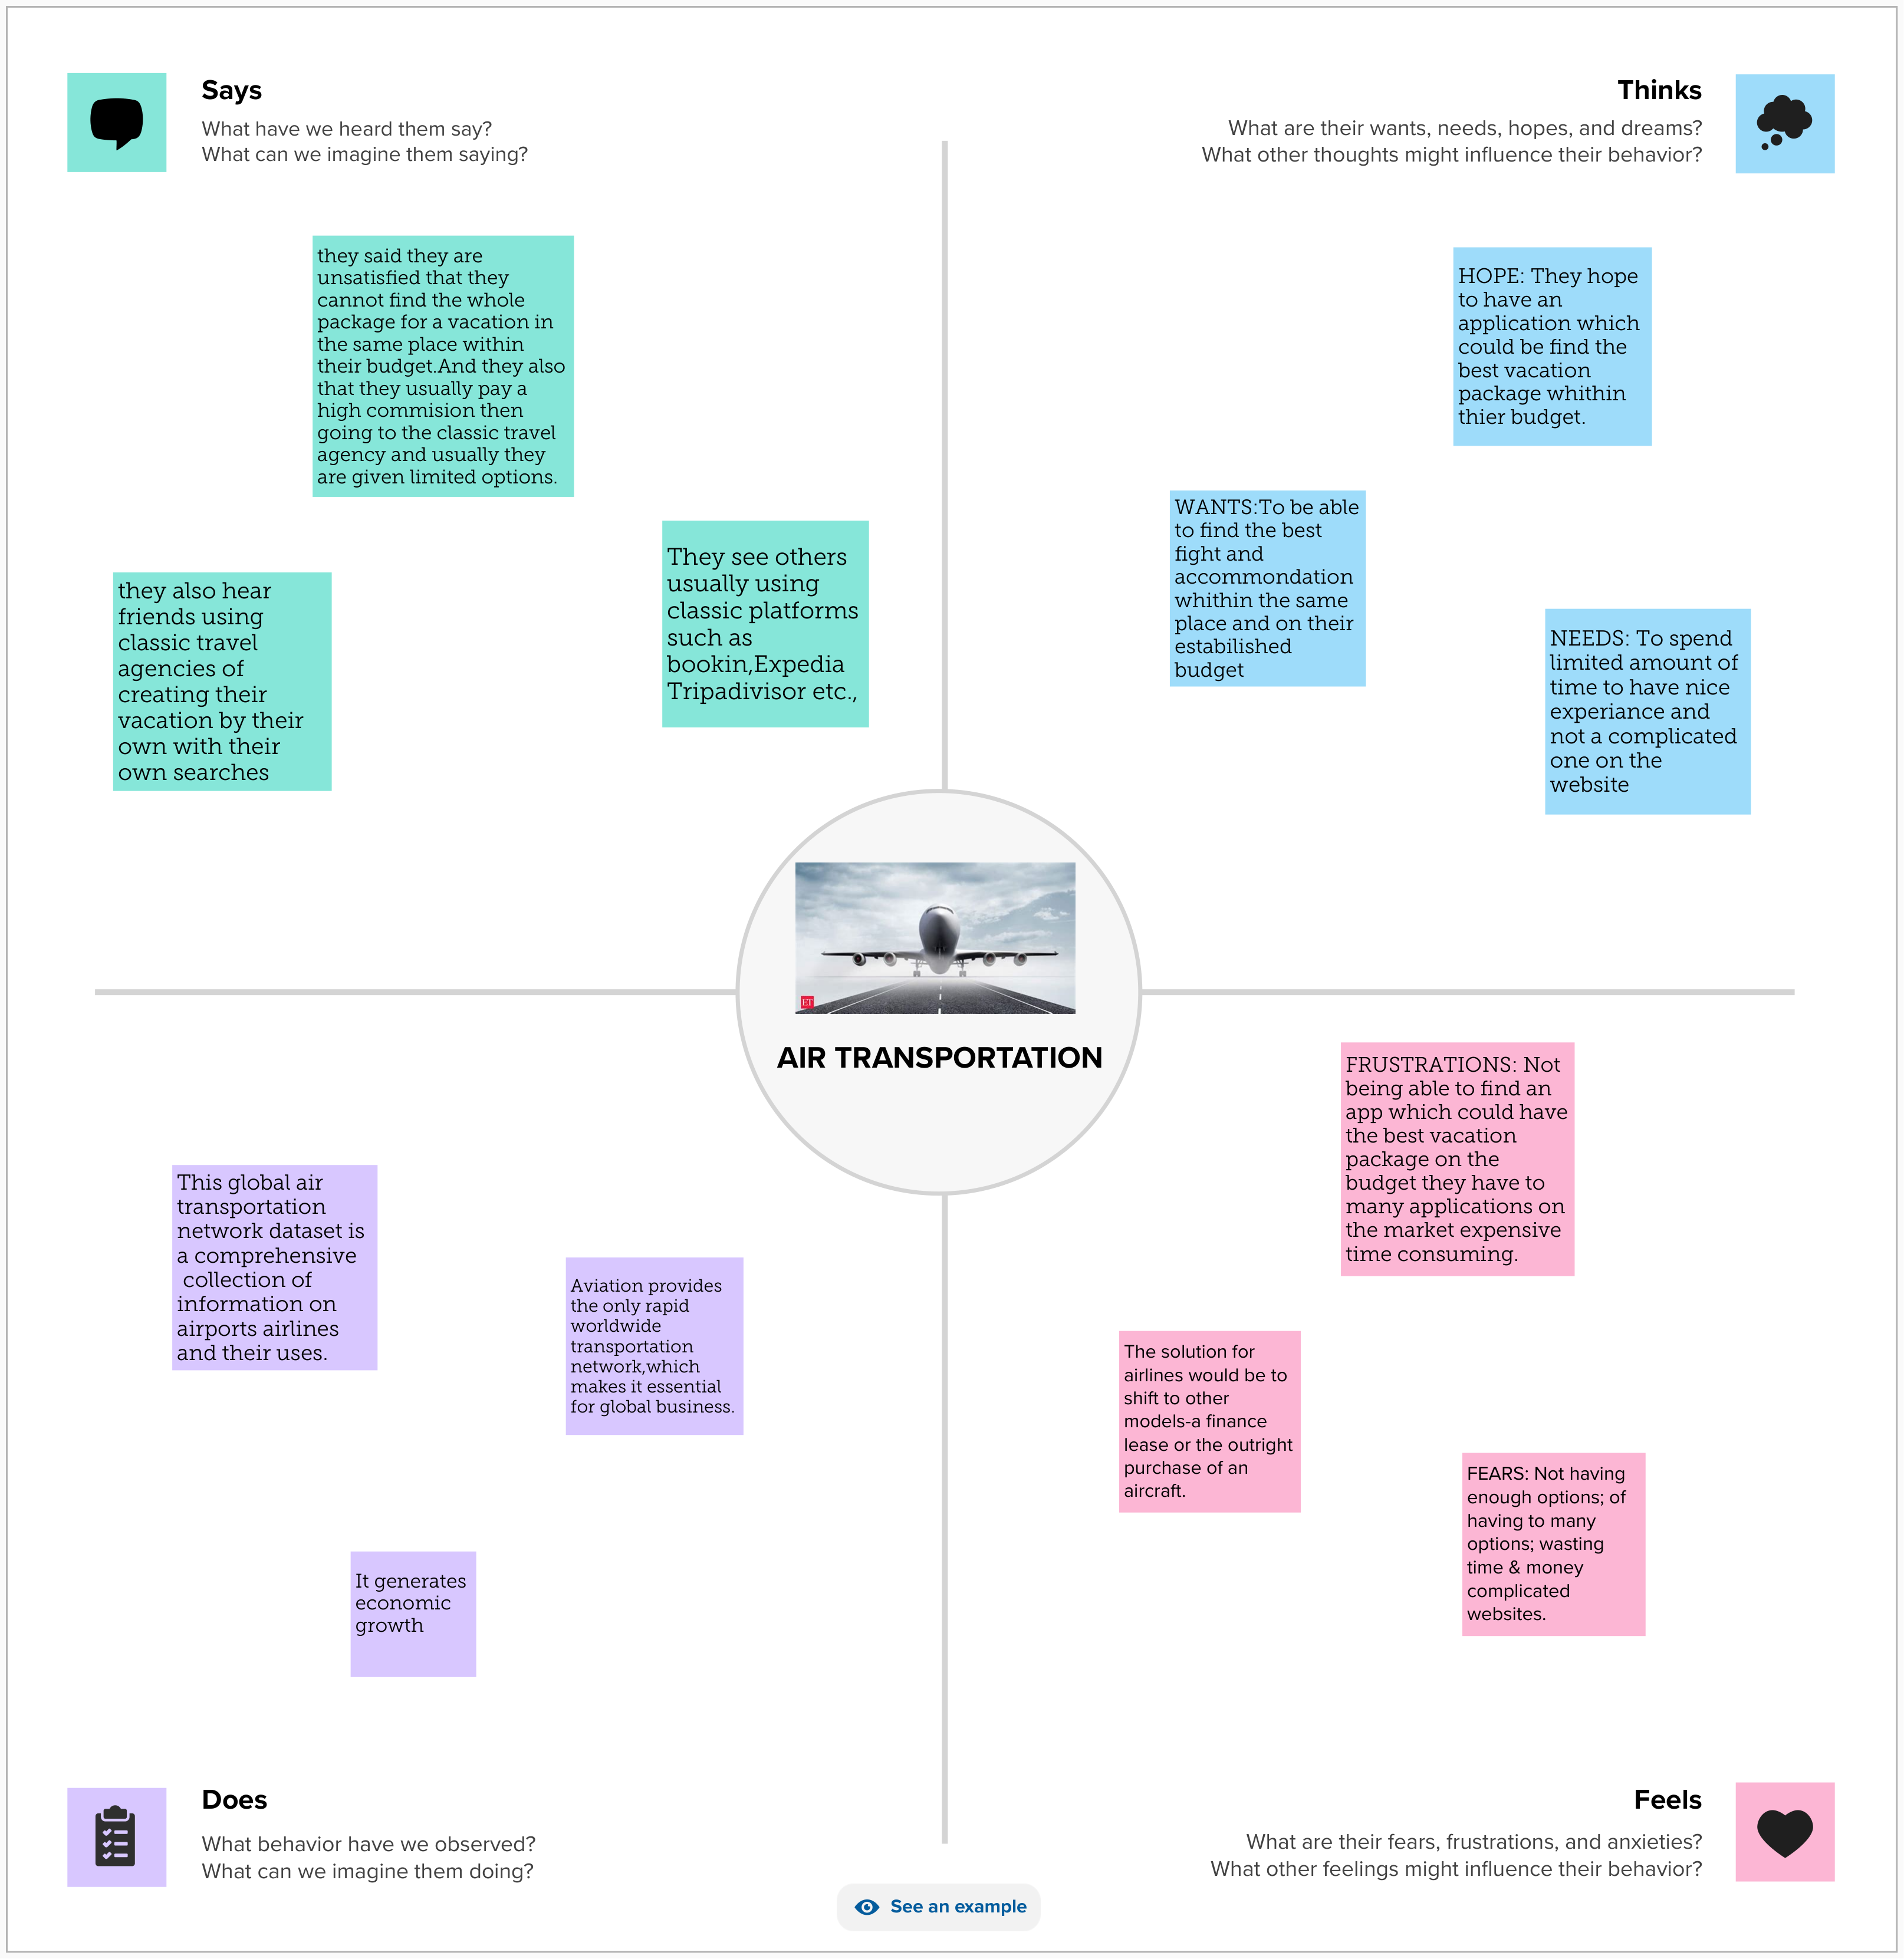 Says
What have we heard them say?
What can we imagine them saying?
Thinks
What are their wants, needs, hopes, and dreams?
What other thoughts might influence their behavior?
they said they are
unsatisfied that they
cannot find the whole
package for a vacation in
the same place within
their budget.And they also
that they usually pay a
high commision then
going to the classic travel
agency and usually they
are given limited options.
they also hear
friends using
classic travel
agencies of
creating their
vacation by their
own with their
own searches
They see others
usually using
classic platforms
such as
bookin,Expedia
Tripadivisor etc.,
HOPE: They hope
to have an
application which
could be find the
best vacation
package whithin
thier budget.
WANTS:To be able
to find the best
fight and
accommondation
whithin the same
place and on their
estabilished
budget
NEEDS: To spend
limited amount of
time to have nice
experiance and
not a complicated
one on the
website
ET
AIR TRANSPORTATION
This global air
transportation
network dataset is
a comprehensive
collection of
information on
airports airlines
and their uses.
Aviation provides
the only rapid
worldwide
transportation
network,which
makes it essential
for global business.
It generates
economic
growth
FRUSTRATIONS: Not
being able to find an
app which could have
the best vacation
package on the
budget they have to
many applications on
the market expensive
time consuming.
The solution for
airlines would be to
shift to other
models-a finance
lease or the outright
purchase of an
aircraft.
FEARS: Not having
enough options; of
having to many
options; wasting
time & money
complicated
websites.
Does
What behavior have we observed?
What can we imagine them doing?
Feels
What are their fears, frustrations, and anxieties?
What other feelings might influence their behavior?
See an example